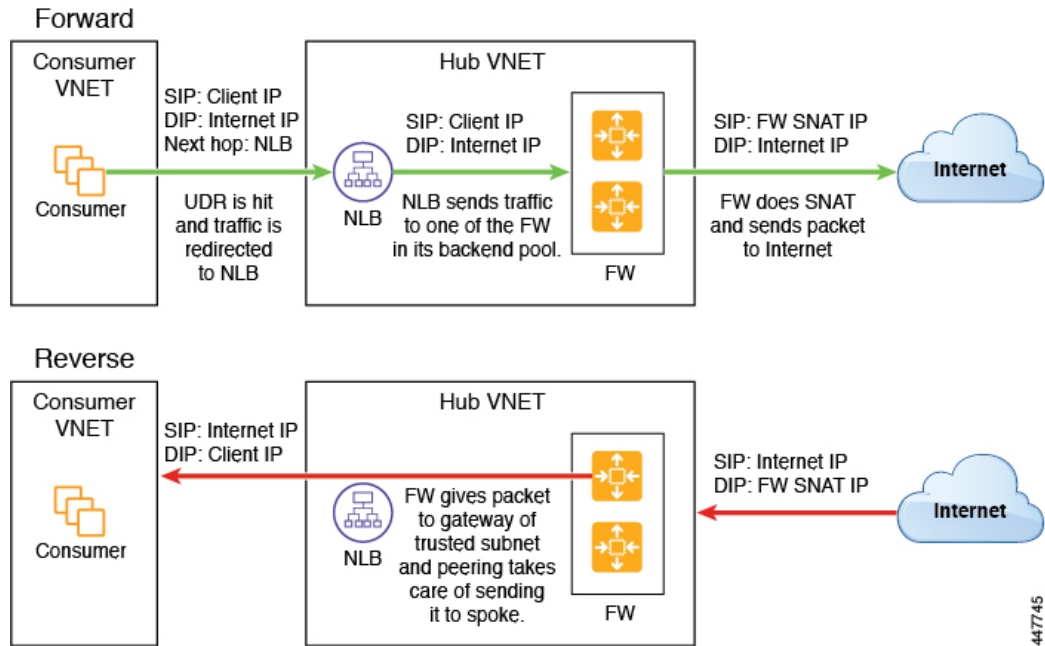 Forward
Consumer
VNET
Consumer
SIP: Client IP
DIP: Internet IP
Next hop: NLB
UDR is hit
and traffic is
redirected
to NLB
Hub VNET
NLB
SIP: Client IP
DIP: Internet IP
NLB sends traffic
to one of the FW
in its backend pool.
FW
SIP: FW SNAT IP
DIP: Internet IP
FW does SNAT
and sends packet
to Internet
Internet
Reverse
Consumer
VNET
Consumer
SIP: Internet IP
DIP: Client IP
Hub VNET
NLB
FW gives packet
to gateway of
trusted subnet
and peering takes
care of sending
it to spoke.
FW
SIP: Internet IP
DIP: FW SNAT IP
Internet
447745